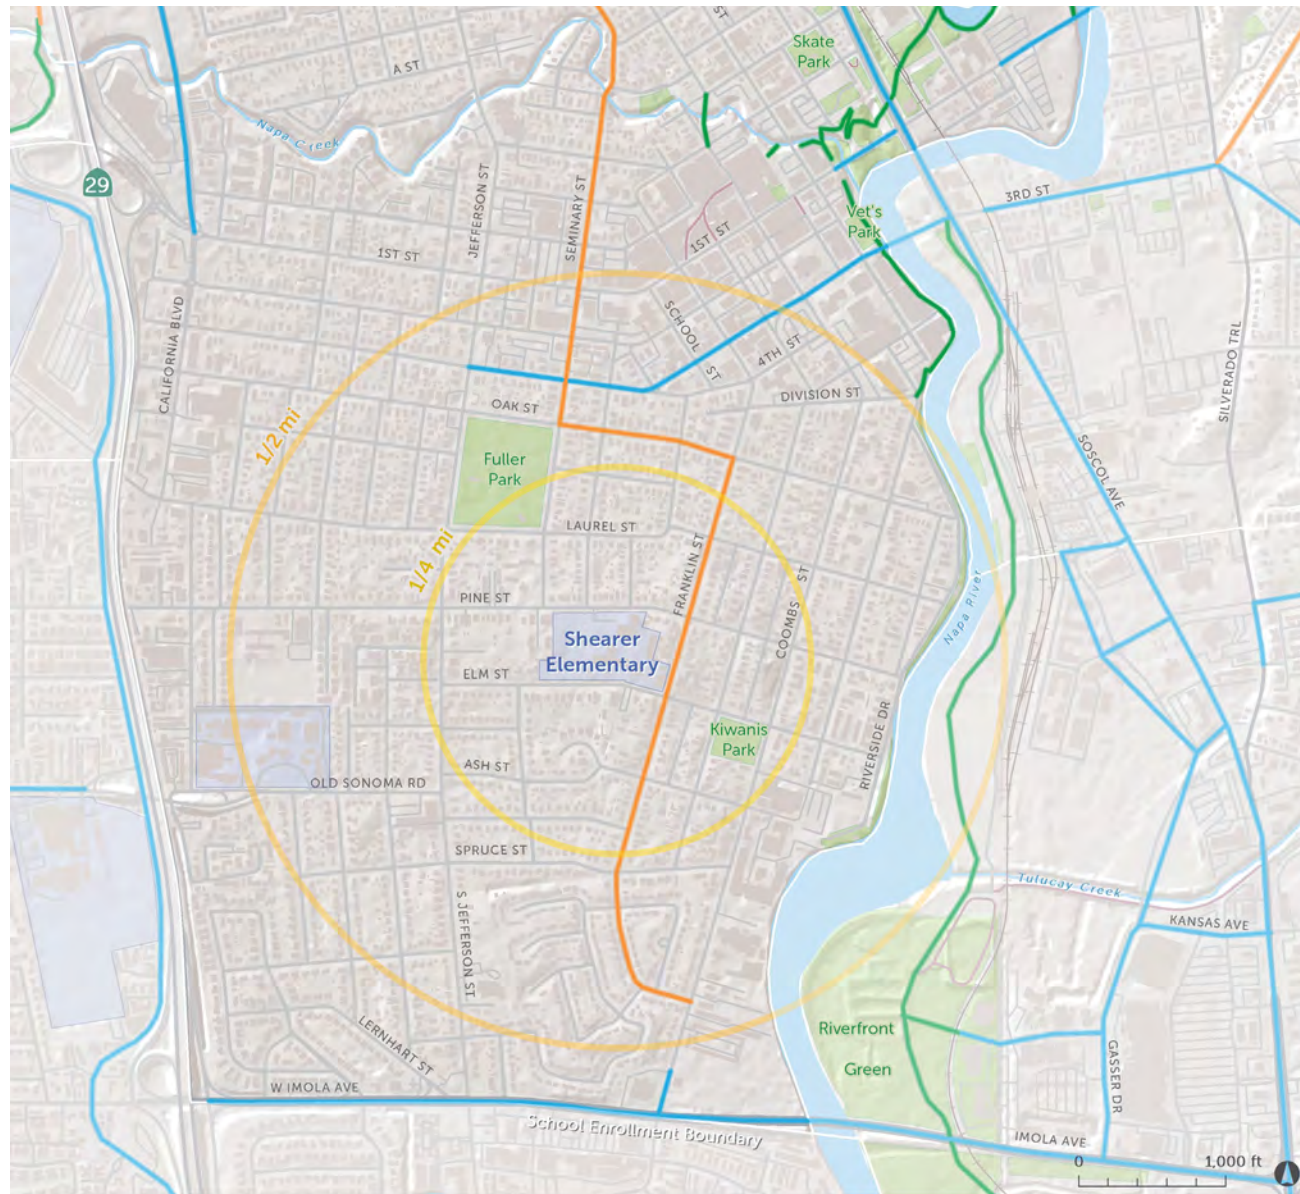 ST
Skate
Park
A ST
Napa Creek
29
JEFFERSON ST
SEMINARY ST
3RD ST
Vet's
Park
1ST ST
1ST ST
CALIFORNIA BLVD
SCHOOL ST
4TH ST
SILVERADO TRL
DIVISION ST
OAK ST
1/2 mi
Fuller
Park
SOSCOL AVE
LAUREL ST
1/4 mi
FRANKLIN ST
COOMBS ST
Napa River
PINE ST
Shearer
Elementary
ELM ST
Kiwanis
Park
RIVERSIDE DR
ASH ST
OLD SONOMA RD
SPRUCE ST
Tulucay Creek
S JEFFERSON ST
KANSAS AVE
LERNHART ST
Riverfront
Green
GASSER DR
W IMOLA AVE
School Enrollment Boundary
IMOLA AVE
0 1,000 ft